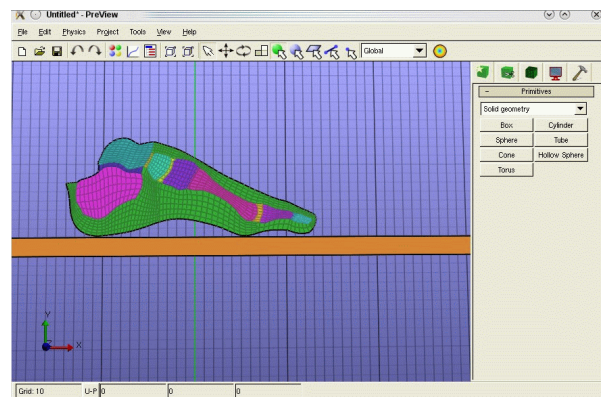 Untitled* - PreView
File Edit Physics Project Tools View Help
Global
- Primitives
Solid geometry
Box Cylinder
Sphere Tube
Cone Hollow Sphere
Torus
Y
X
Grid: 10 U-P 0 0 0